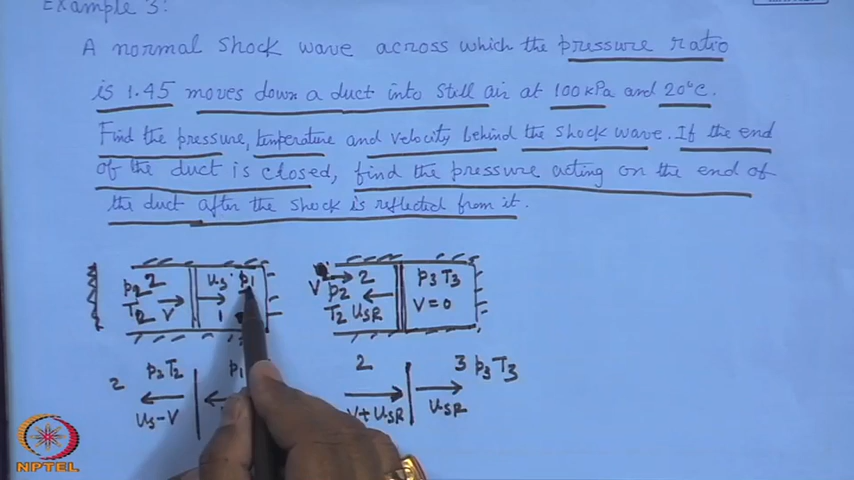 Example 3:
A normal shock wave across which the pressure ratio
is 1.45 moves down a duct into still air at 100 kPa and 20°C.
Find the pressure, temperature and velocity behind the shock wave. If the end
of the duct is closed, find the pressure acting on the end of
the duct after the shock is reflected from it.
p2 2 us p1
T2 V 1
V 2 p3 T3
p2 V=0
T2 USR
2 p2 T2 p1
us-V
2 3 p3 T3
V+USR USR
NPTEL